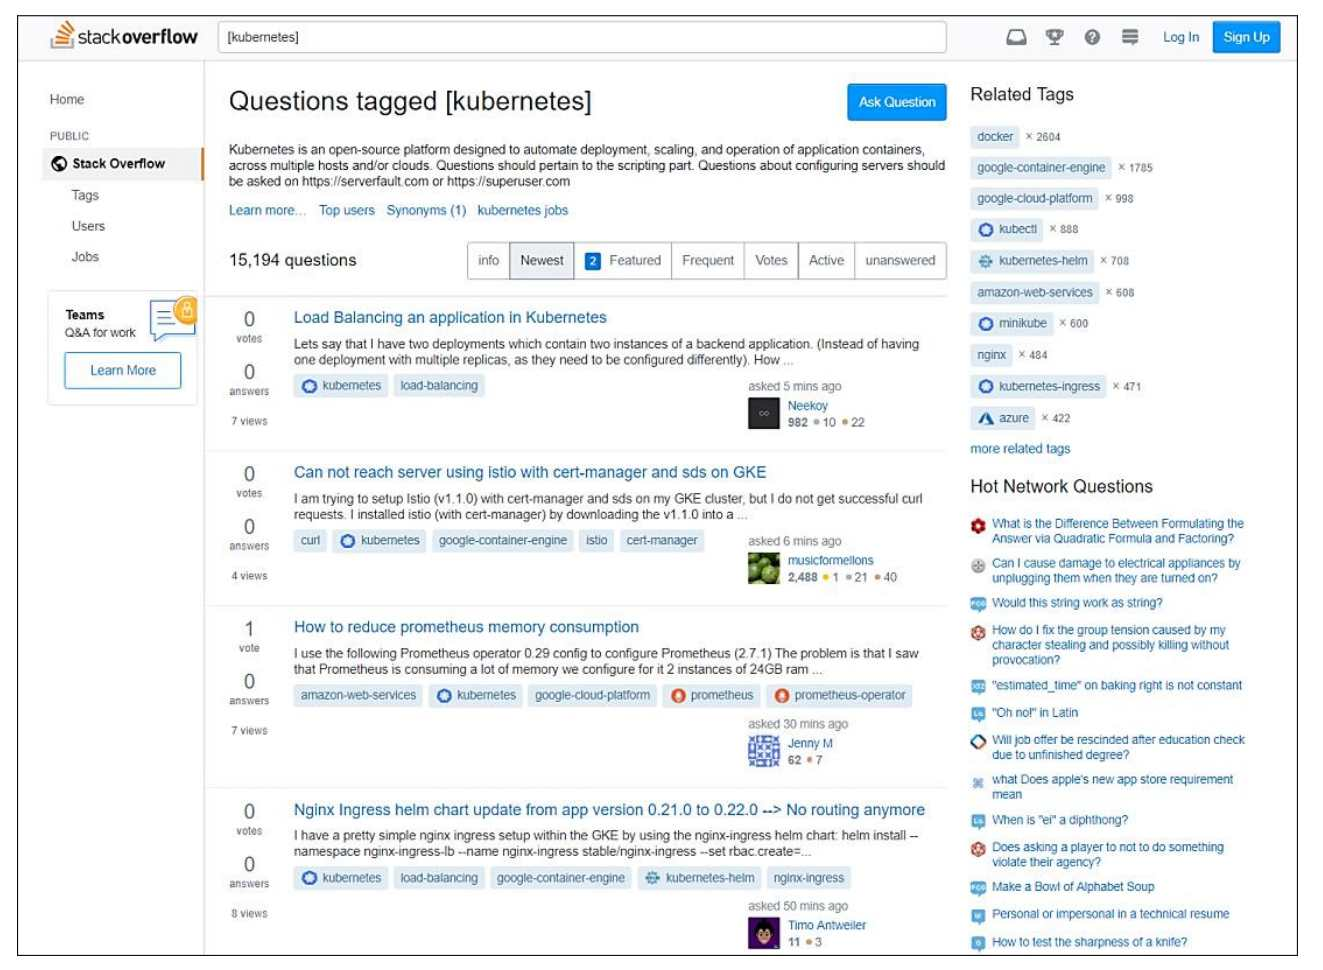 stackoverflow
[kubernetes]
Log In
Sign Up
Home
PUBLIC
Stack Overflow
Tags
Users
Jobs
Teams
Q&A for work
Learn More
Questions tagged [kubernetes]
Ask Question
Kubernetes is an open-source platform designed to automate deployment, scaling, and operation of application containers,
across multiple hosts and/or clouds. Questions should pertain to the scripting part. Questions about configuring servers should
be asked on https://serverfault.com or https://superuser.com
Learn more... Top users Synonyms (1) kubernetes jobs
15,194 questions
info Newest 2 Featured Frequent Votes Active unanswered
0
votes
0
answers
7 views
Load Balancing an application in Kubernetes
Lets say that I have two deployments which contain two instances of a backend application. (Instead of having
one deployment with multiple replicas, as they need to be configured differently). How ...
kubernetes load-balancing
asked 5 mins ago
Neekoy
982 ● 10 ● 22
0
votes
0
answers
4 views
Can not reach server using istio with cert-manager and sds on GKE
I am trying to setup Istio (v1.1.0) with cert-manager and sds on my GKE cluster, but I do not get successful curl
requests. I installed istio (with cert-manager) by downloading the v1.1.0 into a ...
curl kubernetes google-container-engine istio cert-manager
asked 6 mins ago
musicformellons
2,488 ● 1 ● 21 ● 40
1
vote
0
answers
7 views
How to reduce prometheus memory consumption
I use the following Prometheus operator 0.29 config to configure Prometheus (2.7.1) The problem is that I saw
that Prometheus is consuming a lot of memory we configure for it 2 instances of 24GB ram ...
amazon-web-services kubernetes google-cloud-platform prometheus prometheus-operator
asked 30 mins ago
Jenny M
62 ● 7
0
votes
0
answers
8 views
Nginx Ingress helm chart update from app version 0.21.0 to 0.22.0 --> No routing anymore
I have a pretty simple nginx ingress setup within the GKE by using the nginx-ingress helm chart: helm install --
namespace nginx-ingress-lb --name nginx-ingress stable/nginx-ingress --set rbac.create=...
kubernetes load-balancing google-container-engine kubernetes-helm nginx-ingress
asked 50 mins ago
Timo Antweiler
11 ● 3
Related Tags
docker × 2604
google-container-engine × 1785
google-cloud-platform × 998
kubectl × 888
kubernetes-helm × 708
amazon-web-services × 608
minikube × 600
nginx × 484
kubernetes-ingress × 471
azure × 422
more related tags
Hot Network Questions
What is the Difference Between Formulating the
Answer via Quadratic Formula and Factoring?
Can I cause damage to electrical appliances by
unplugging them when they are turned on?
Would this string work as string?
How do I fix the group tension caused by my
character stealing and possibly killing without
provocation?
"estimated_time" on baking right is not constant
"Oh no!" in Latin
Will job offer be rescinded after education check
due to unfinished degree?
what Does apple's new app store requirement
mean
When is "ei" a diphthong?
Does asking a player to not to do something
violate their agency?
Make a Bowl of Alphabet Soup
Personal or impersonal in a technical resume
How to test the sharpness of a knife?